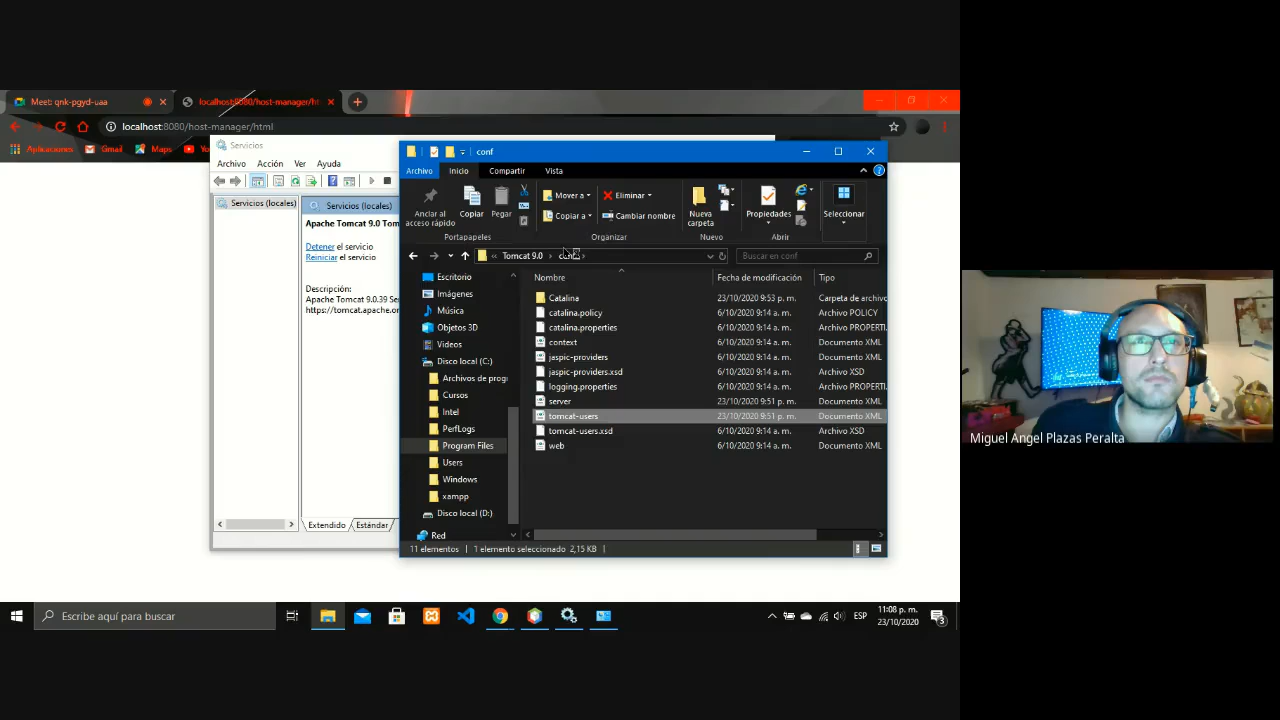 Meet: qnk-pgyd-uaa
localhost:8080/host-manager/ht
localhost:8080/host-manager/html
Aplicaciones
Gmail
Maps
Yo
Servicios
Archivo Acción Ver Ayuda
Servicios (locales)
Servicios (locales)
Apache Tomcat 9.0 Tom
Detener el servicio
Reiniciar el servicio
Descripción:
Apache Tomcat 9.0.39 Se
https://tomcat.apache.or
Extendido Estándar
conf
Archivo Inicio Compartir Vista
Anclar al acceso rápido
Copiar
Pegar
Mover a
Copiar a
Eliminar
Cambiar nombre
Nueva carpeta
Propiedades
Seleccionar
Portapapeles
Organizar
Nuevo
Abrir
« Tomcat 9.0 ›
Buscar en conf
Escritorio
Imágenes
Música
Objetos 3D
Videos
Disco local (C:)
Archivos de prog
Cursos
Intel
PerfLogs
Program Files
Users
Windows
xampp
Disco local (D:)
Red
Nombre Fecha de modificación Tipo
Catalina 23/10/2020 9:53 p. m. Carpeta de archivo
catalina.policy 6/10/2020 9:14 a. m. Archivo POLICY
catalina.properties 6/10/2020 9:14 a. m. Archivo PROPERTI
context 6/10/2020 9:14 a. m. Documento XML
jaspic-providers 6/10/2020 9:14 a. m. Documento XML
jaspic-providers.xsd 6/10/2020 9:14 a. m. Archivo XSD
logging.properties 6/10/2020 9:14 a. m. Archivo PROPERTI
server 23/10/2020 9:51 p. m. Documento XML
tomcat-users 23/10/2020 9:51 p. m. Documento XML
tomcat-users.xsd 6/10/2020 9:14 a. m. Archivo XSD
web 6/10/2020 9:14 a. m. Documento XML
11 elementos | 1 elemento seleccionado 2,15 KB |
Miguel Angel Plazas Peralta
Escribe aquí para buscar
ESP
11:08 p. m.
23/10/2020
3